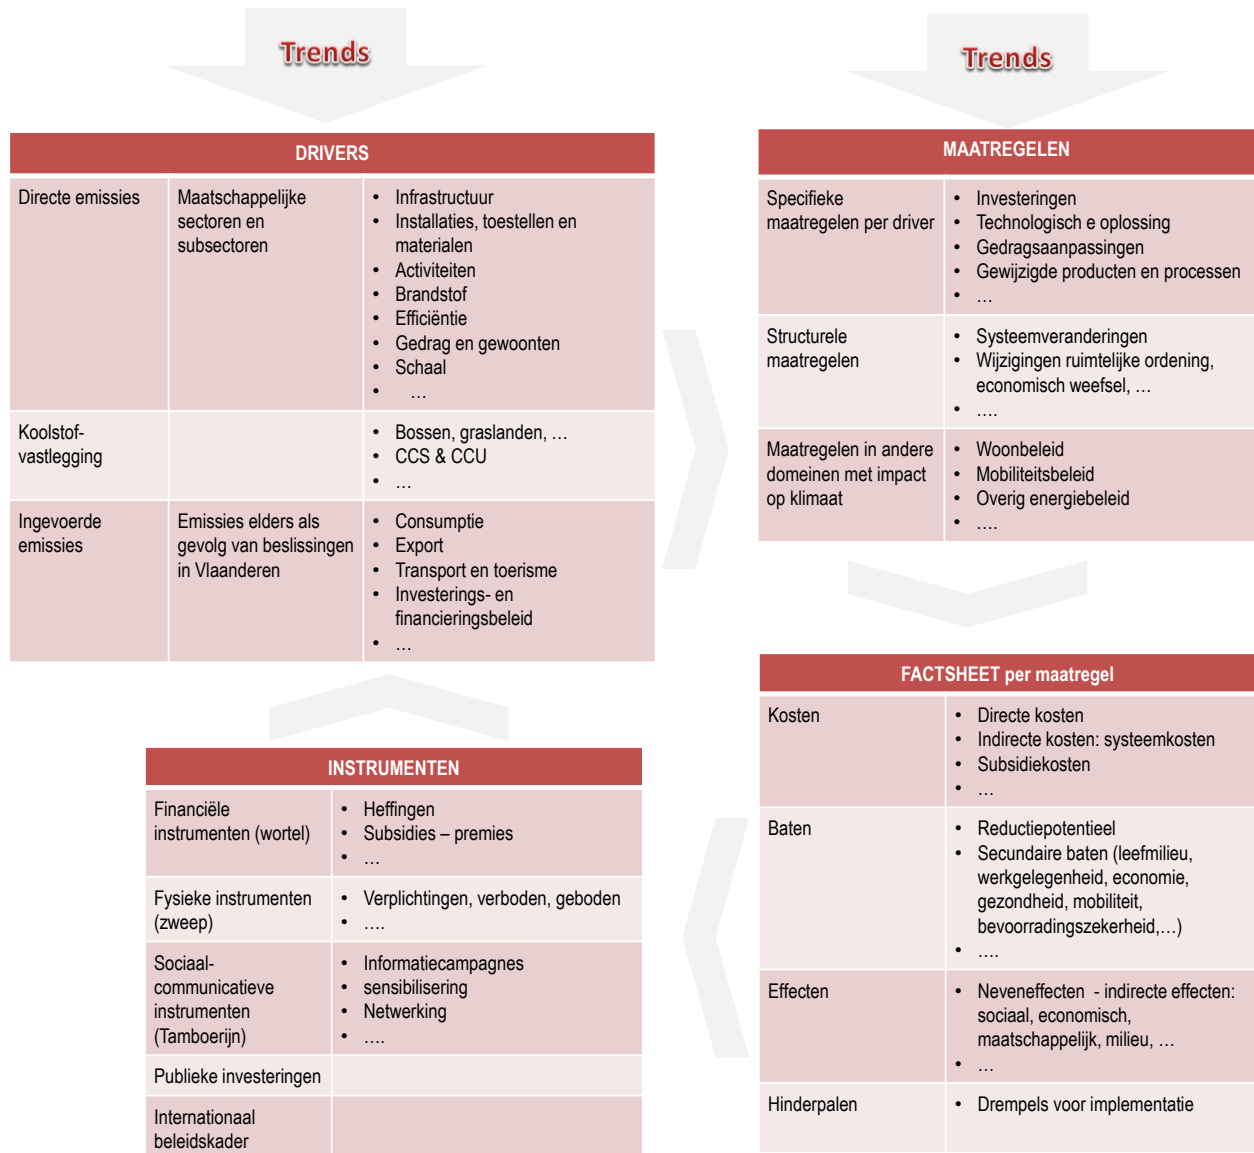 Trends
Trends
DRIVERS
Directe emissies
Maatschappelijke
sectoren en
subsectoren
• Infrastructuur
• Installaties, toestellen en
materialen
• Activiteiten
• Brandstof
• Efficiëntie
• Gedrag en gewoonten
• Schaal
• …
Koolstof-
vastlegging
• Bossen, graslanden, …
• CCS & CCU
• …
Ingevoerde
emissies
Emissies elders als
gevolg van beslissingen
in Vlaanderen
• Consumptie
• Export
• Transport en toerisme
• Investerings- en
financieringsbeleid
• …
MAATREGELEN
Specifieke
maatregelen per driver
• Investeringen
• Technologisch e oplossing
• Gedragsaanpassingen
• Gewijzigde producten en processen
• …
Structurele
maatregelen
• Systeemveranderingen
• Wijzigingen ruimtelijke ordening,
economisch weefsel, …
• ….
Maatregelen in andere
domeinen met impact
op klimaat
• Woonbeleid
• Mobiliteitsbeleid
• Overig energiebeleid
• ….
FACTSHEET per maatregel
Kosten
• Directe kosten
• Indirecte kosten: systeemkosten
• Subsidiekosten
• …
Baten
• Reductiepotentieel
• Secundaire baten (leefmilieu,
werkgelegenheid, economie,
gezondheid, mobiliteit,
bevoorradingszekerheid,…)
• ….
Effecten
• Neveneffecten - indirecte effecten:
sociaal, economisch,
maatschappelijk, milieu, …
• …
Hinderpalen
• Drempels voor implementatie
INSTRUMENTEN
Financiële
instrumenten (wortel)
• Heffingen
• Subsidies – premies
• …
Fysieke instrumenten
(zweep)
• Verplichtingen, verboden, geboden
• ….
Sociaal-
communicatieve
instrumenten
(Tamboerijn)
• Informatiecampagnes
• sensibilisering
• Netwerking
• ….
Publieke investeringen
Internationaal
beleidskader